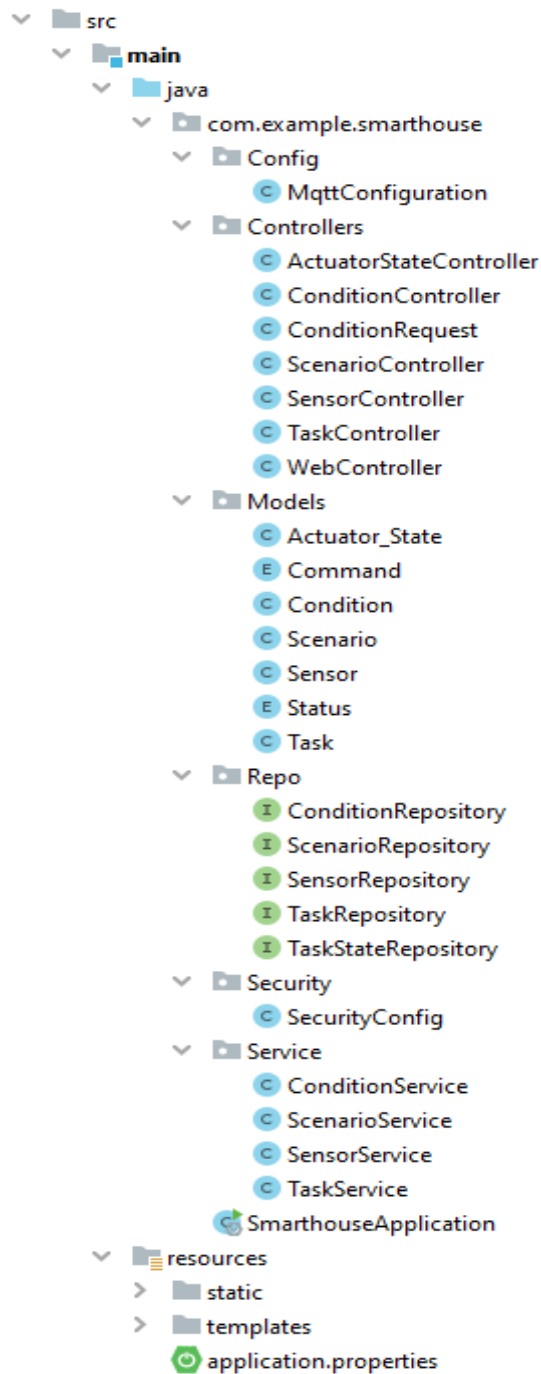 src
main
java
com.example.smarthouse
Config
C MqttConfiguration
Controllers
C ActuatorStateController
C ConditionController
C ConditionRequest
C ScenarioController
C SensorController
C TaskController
C WebController
Models
C Actuator_State
E Command
C Condition
C Scenario
C Sensor
E Status
C Task
Repo
I ConditionRepository
I ScenarioRepository
I SensorRepository
I TaskRepository
I TaskStateRepository
Security
C SecurityConfig
Service
C ConditionService
C ScenarioService
C SensorService
C TaskService
C SmarthouseApplication
resources
static
templates
application.properties